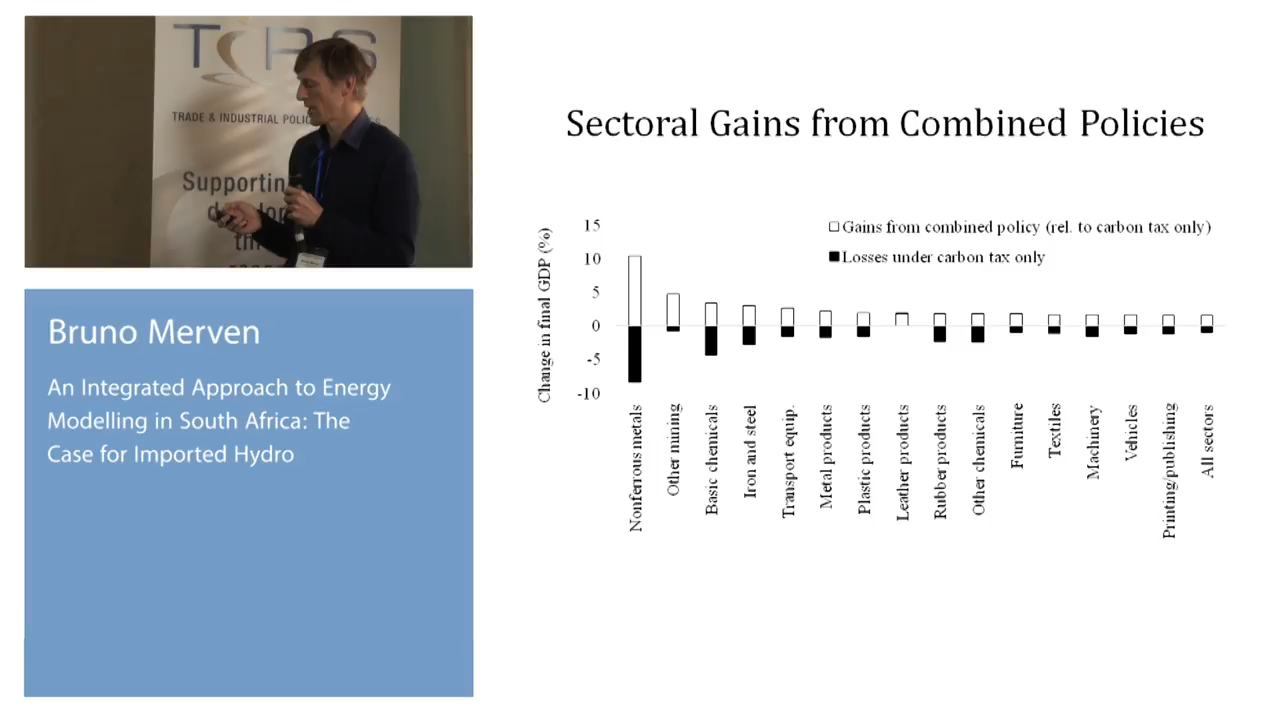 TIPS
TRADE & INDUSTRIAL
Bruno Merven
An Integrated Approach to Energy
Modelling in South Africa: The
Case for Imported Hydro
Sectoral Gains from Combined Policies
Change in final GDP (%)
15
10
5
0
-5
-10
Gains from combined policy (rel. to carbon tax only)
Losses under carbon tax only
Nonferrous metals
Other mining
Basic chemicals
Iron and steel
Transport equip.
Metal products
Plastic products
Leather products
Rubber products
Other chemicals
Furniture
Textiles
Machinery
Vehicles
Printing/publishing
All sectors